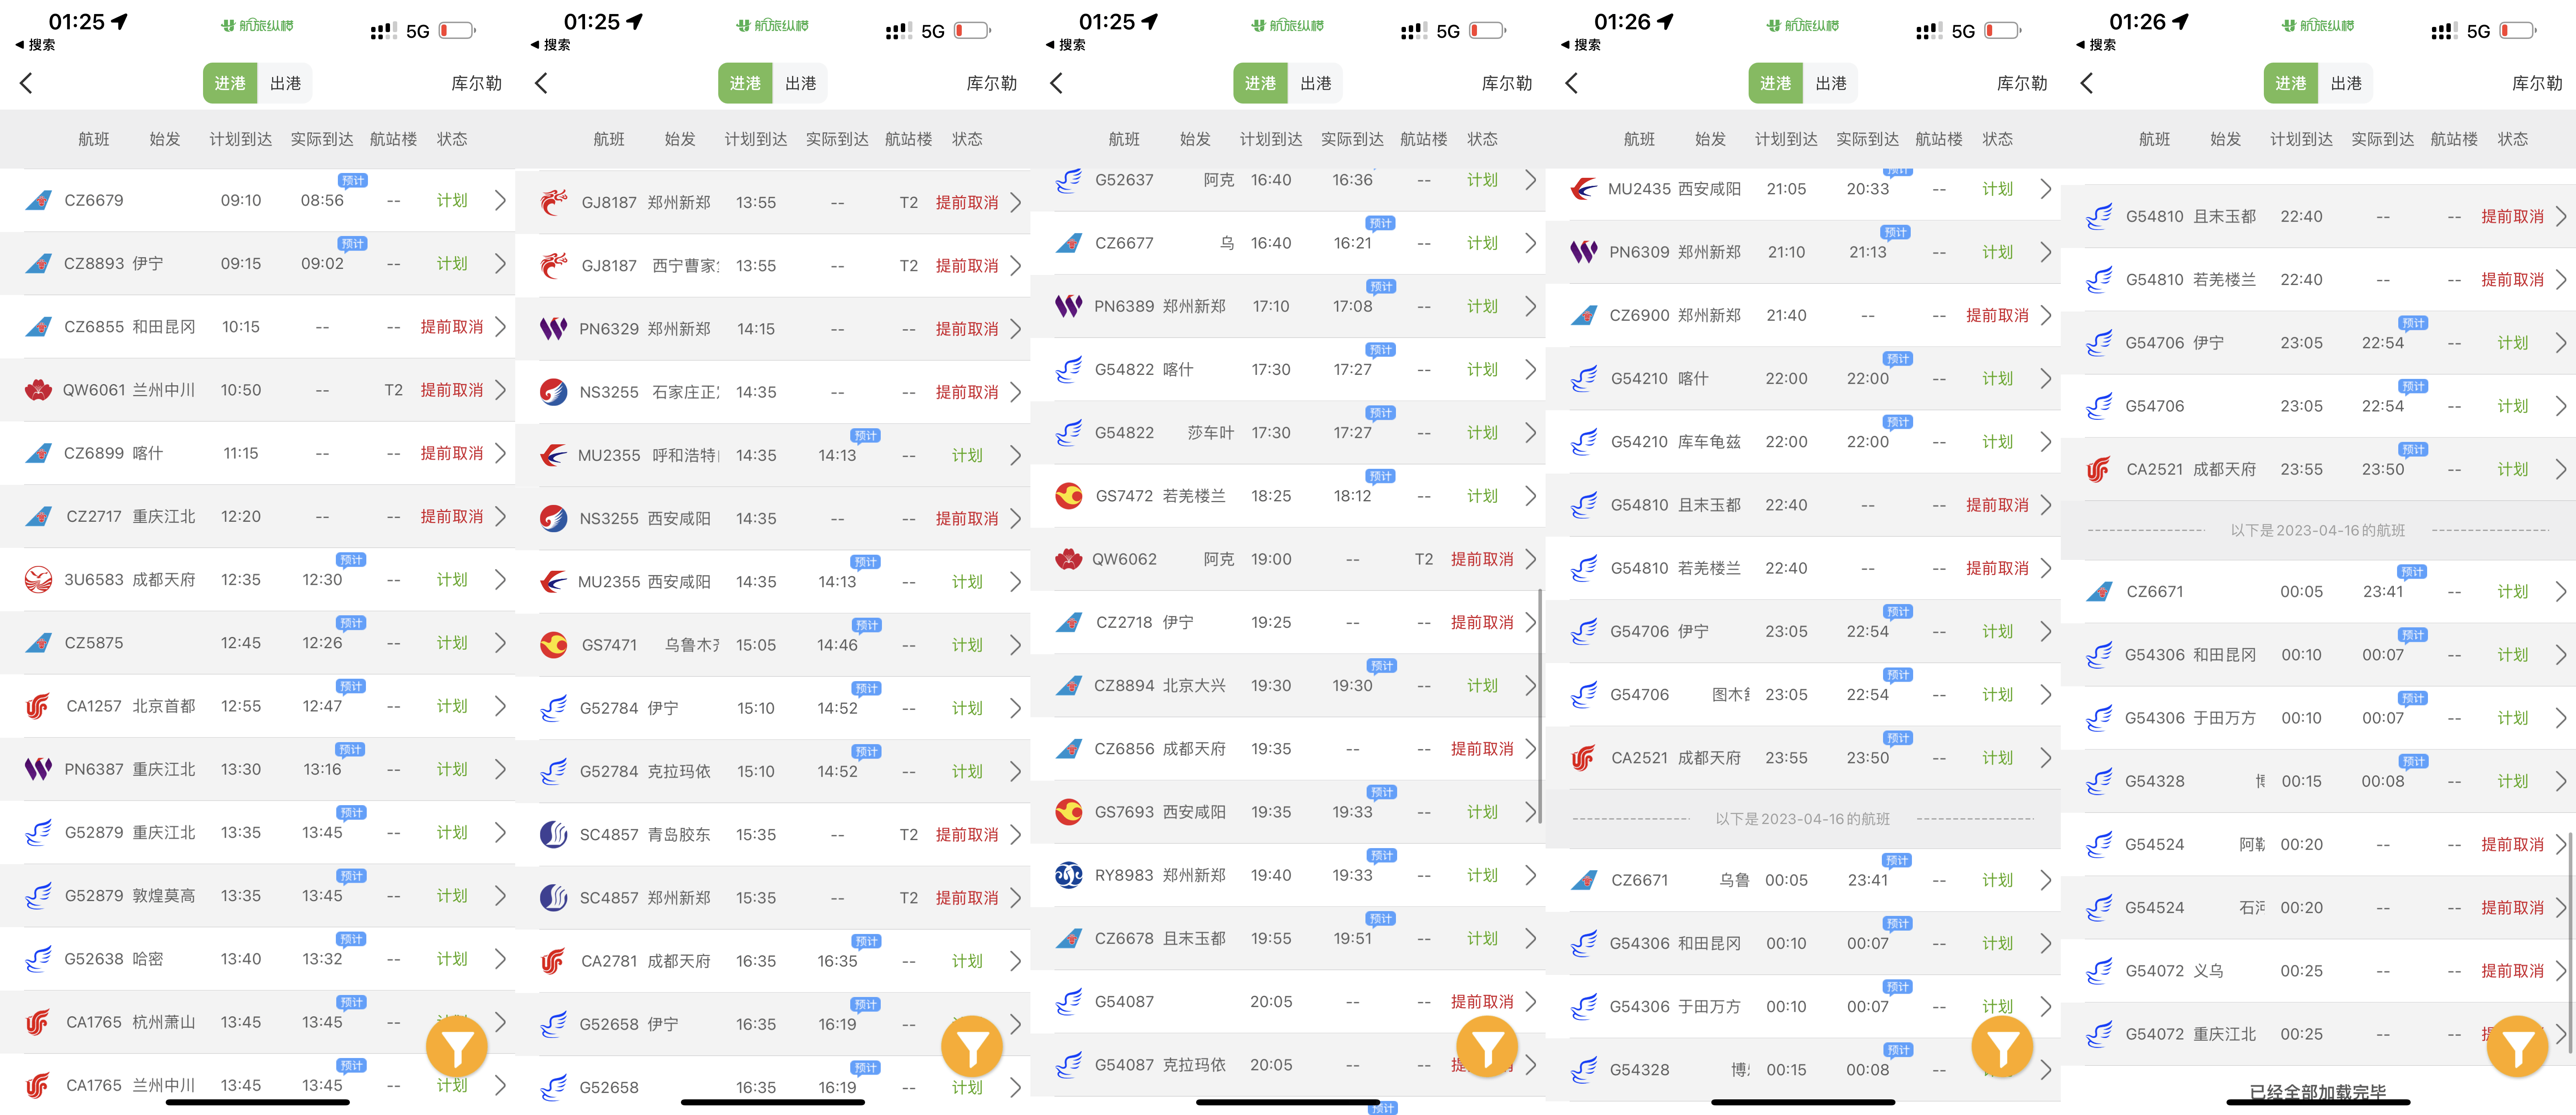 01:25 航旅纵横 5G
搜索
进港 出港 库尔勒
航班 始发 计划到达 实际到达 航站楼 状态
CZ6679 09:10 预计 08:56 -- 计划
CZ8893 伊宁 09:15 预计 09:02 -- 计划
CZ6855 和田昆冈 10:15 -- -- 提前取消
QW6061 兰州中川 10:50 -- T2 提前取消
CZ6899 喀什 11:15 -- -- 提前取消
CZ2717 重庆江北 12:20 -- -- 提前取消
3U6583 成都天府 12:35 预计 12:30 -- 计划
CZ5875 12:45 预计 12:26 -- 计划
CA1257 北京首都 12:55 预计 12:47 -- 计划
PN6387 重庆江北 13:30 预计 13:16 -- 计划
G52879 重庆江北 13:35 预计 13:45 -- 计划
G52879 敦煌莫高 13:35 预计 13:45 -- 计划
G52638 哈密 13:40 预计 13:32 -- 计划
CA1765 杭州萧山 13:45 预计 13:45 --
CA1765 兰州中川 13:45 预计 13:45 -- 计划
01:25 航旅纵横 5G
搜索
进港 出港 库尔勒
航班 始发 计划到达 实际到达 航站楼 状态
GJ8187 郑州新郑 13:55 -- T2 提前取消
GJ8187 西宁曹家 13:55 -- T2 提前取消
PN6329 郑州新郑 14:15 -- -- 提前取消
NS3255 石家庄正 14:35 -- -- 提前取消
MU2355 呼和浩特 14:35 预计 14:13 -- 计划
NS3255 西安咸阳 14:35 -- -- 提前取消
MU2355 西安咸阳 14:35 预计 14:13 -- 计划
GS7471 乌鲁木 15:05 预计 14:46 -- 计划
G52784 伊宁 15:10 预计 14:52 -- 计划
G52784 克拉玛依 15:10 预计 14:52 -- 计划
SC4857 青岛胶东 15:35 -- T2 提前取消
SC4857 郑州新郑 15:35 -- T2 提前取消
CA2781 成都天府 16:35 预计 16:35 -- 计划
G52658 伊宁 16:35 预计 16:19 --
G52658 16:35 预计 16:19 -- 计划
01:25 航旅纵横 5G
搜索
进港 出港 库尔勒
航班 始发 计划到达 实际到达 航站楼 状态
G52637 阿克 16:40 16:36 -- 计划
CZ6677 乌 16:40 预计 16:21 -- 计划
PN6389 郑州新郑 17:10 预计 17:08 -- 计划
G54822 喀什 17:30 预计 17:27 -- 计划
G54822 莎车叶 17:30 预计 17:27 -- 计划
GS7472 若羌楼兰 18:25 预计 18:12 -- 计划
QW6062 阿克 19:00 -- T2 提前取消
CZ2718 伊宁 19:25 -- -- 提前取消
CZ8894 北京大兴 19:30 预计 19:30 -- 计划
CZ6856 成都天府 19:35 -- -- 提前取消
GS7693 西安咸阳 19:35 预计 19:33 -- 计划
RY8983 郑州新郑 19:40 预计 19:33 -- 计划
CZ6678 且末玉都 19:55 预计 19:51 -- 计划
G54087 20:05 -- -- 提前取消
G54087 克拉玛依 20:05 -- -- 提
预计
01:26 航旅纵横 5G
搜索
进港 出港 库尔勒
航班 始发 计划到达 实际到达 航站楼 状态
MU2435 西安咸阳 21:05 预计 20:33 -- 计划
PN6309 郑州新郑 21:10 预计 21:13 -- 计划
CZ6900 郑州新郑 21:40 -- -- 提前取消
G54210 喀什 22:00 预计 22:00 -- 计划
G54210 库车龟兹 22:00 预计 22:00 -- 计划
G54810 且末玉都 22:40 -- -- 提前取消
G54810 若羌楼兰 22:40 -- -- 提前取消
G54706 伊宁 23:05 预计 22:54 -- 计划
G54706 图木 23:05 预计 22:54 -- 计划
CA2521 成都天府 23:55 预计 23:50 -- 计划
以下是2023-04-16的航班
CZ6671 乌鲁 00:05 预计 23:41 -- 计划
G54306 和田昆冈 00:10 预计 00:07 -- 计划
G54306 于田万方 00:10 预计 00:07 -- 计划
G54328 博 00:15 预计 00:08 --
01:26 航旅纵横 5G
搜索
进港 出港 库尔勒
航班 始发 计划到达 实际到达 航站楼 状态
G54810 且末玉都 22:40 -- -- 提前取消
G54810 若羌楼兰 22:40 -- -- 提前取消
G54706 伊宁 23:05 预计 22:54 -- 计划
G54706 23:05 预计 22:54 -- 计划
CA2521 成都天府 23:55 预计 23:50 -- 计划
以下是2023-04-16的航班
CZ6671 00:05 预计 23:41 -- 计划
G54306 和田昆冈 00:10 预计 00:07 -- 计划
G54306 于田万方 00:10 预计 00:07 -- 计划
G54328 00:15 预计 00:08 -- 计划
G54524 阿勒 00:20 -- -- 提前取消
G54524 石河 00:20 -- -- 提前取消
G54072 义乌 00:25 -- -- 提前取消
G54072 重庆江北 00:25 -- -- 提
已经全部加载完毕